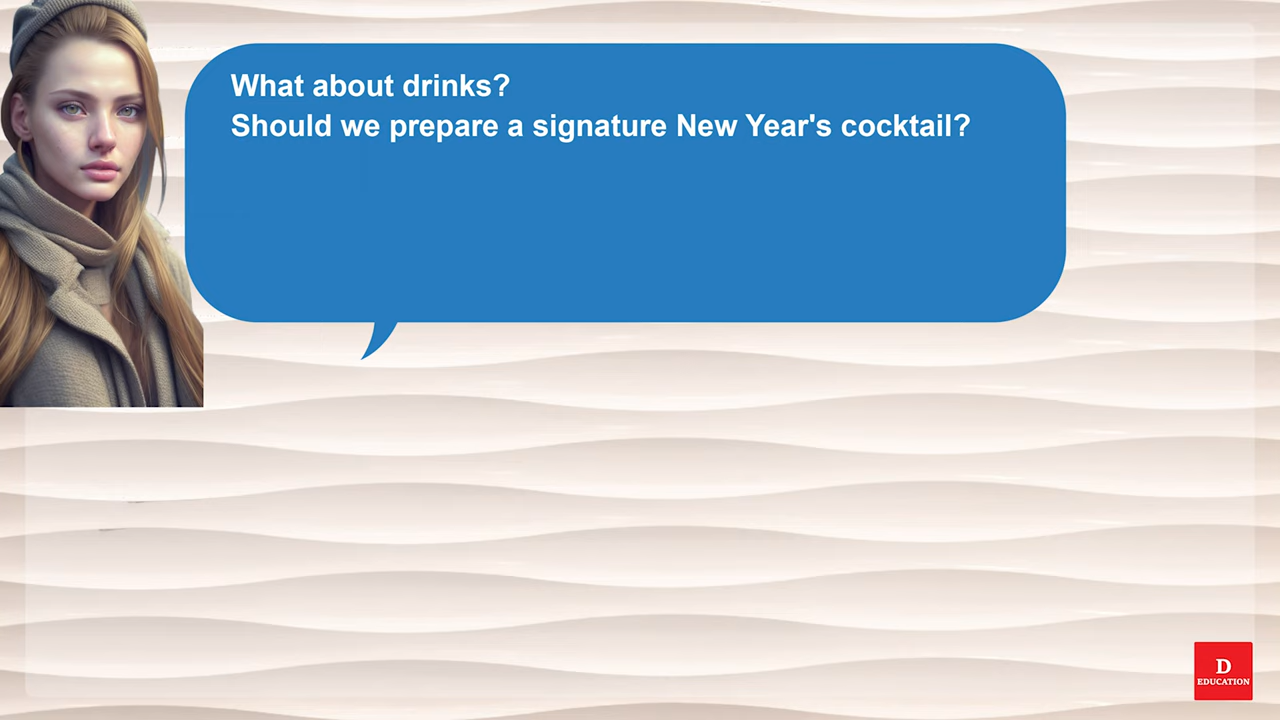 What about drinks?
Should we prepare a signature New Year's cocktail?
D
EDUCATION